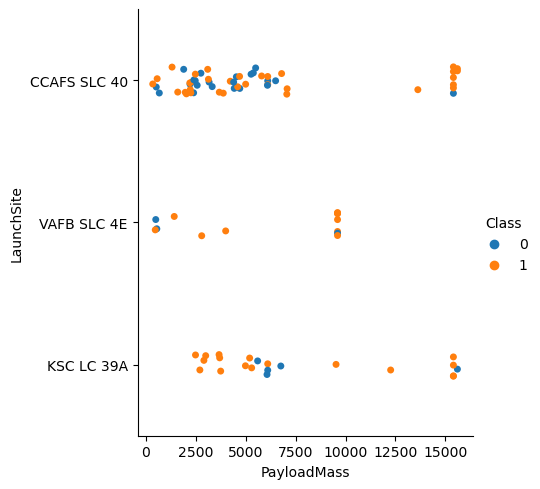 LaunchSite
CCAFS SLC 40
VAFB SLC 4E
KSC LC 39A
0 2500 5000 7500 10000 12500 15000
PayloadMass
Class
0
1